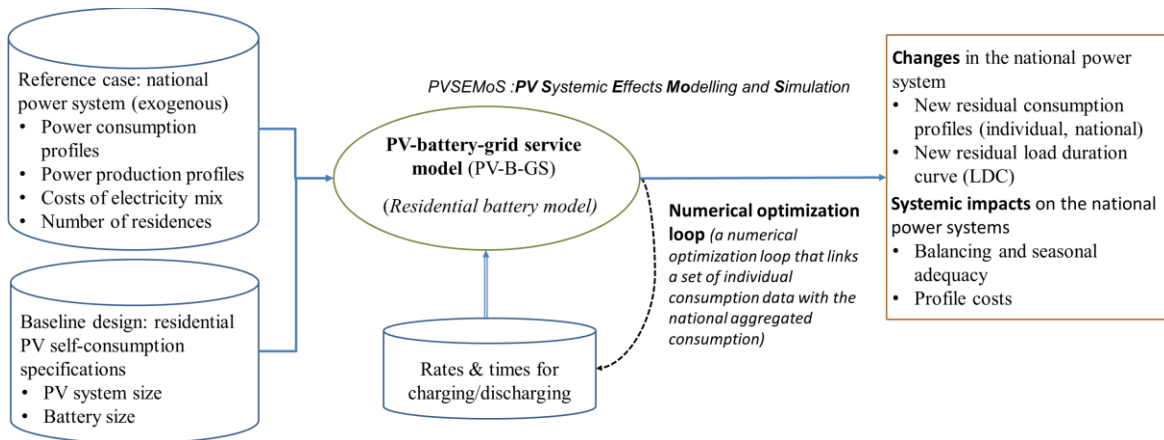 Reference case: national
power system (exogenous)
• Power consumption
profiles
• Power production profiles
• Costs of electricity mix
• Number of residences
Baseline design: residential
PV self-consumption
specifications
• PV system size
• Battery size
PVSEMoS :PV Systemic Effects Modelling and Simulation
PV-battery-grid service
model (PV-B-GS)
(Residential battery model)
Numerical optimization
loop (a numerical
optimization loop that links
a set of individual
consumption data with the
national aggregated
consumption)
Rates & times for
charging/discharging
Changes in the national power
system
• New residual consumption
profiles (individual, national)
• New residual load duration
curve (LDC)
Systemic impacts on the national
power systems
• Balancing and seasonal
adequacy
• Profile costs